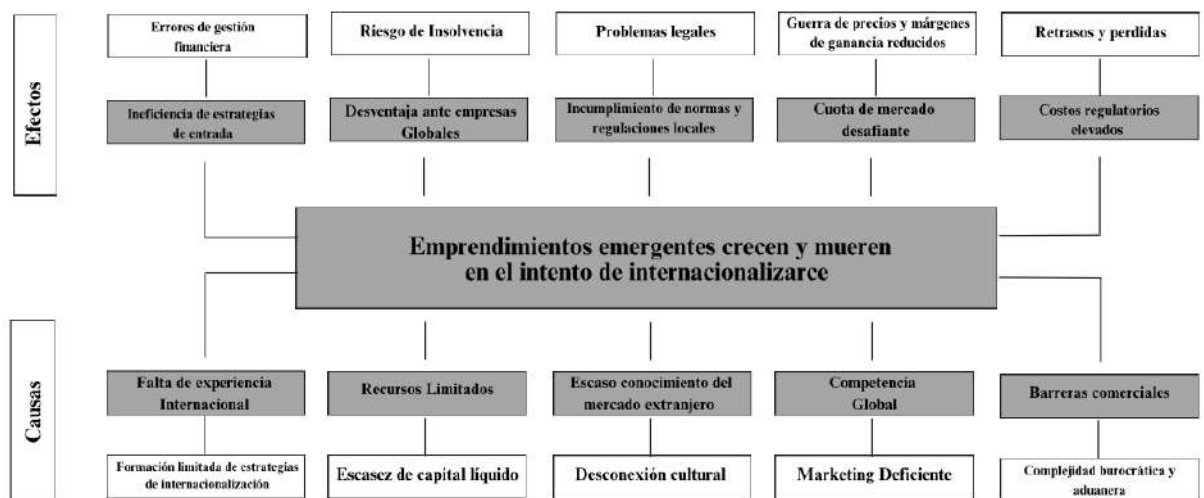 Efectos
Errores de gestión
financiera
Riesgo de Insolvencia
Problemas legales
Guerra de precios y márgenes
de ganancia reducidos
Retrasos y perdidas
Ineficiencia de estrategias
de entrada
Desventaja ante empresas
Globales
Incumplimiento de normas y
regulaciones locales
Cuota de mercado
desafiante
Costos regulatorios
elevados
Emprendimientos emergentes crecen y mueren
en el intento de internacionalizarce
Causas
Falta de experiencia
Internacional
Recursos Limitados
Escaso conocimiento del
mercado extranjero
Competencia
Global
Barreras comerciales
Formación limitada de estrategias
de internacionalización
Escasez de capital líquido
Desconexión cultural
Marketing Deficiente
Complejidad burocrática y
aduanera